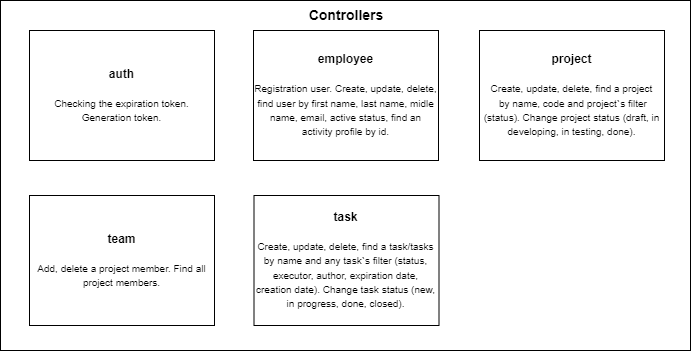 Controllers
auth
Checking the expiration token.
Generation token.
employee
Registration user. Create, update, delete,
find user by first name, last name, midle
name, email, active status, find an
activity profile by id.
project
Create, update, delete, find a project
by name, code and project`s filter
(status). Change project status (draft, in
developing, in testing, done).
team
Add, delete a project member. Find all
project members.
task
Create, update, delete, find a task/tasks
by name and any task`s filter (status,
executor, author, expiration date,
creation date). Change task status (new,
in progress, done, closed).